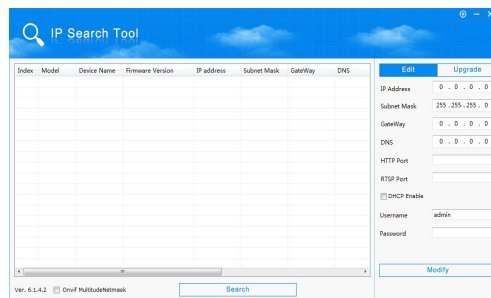 IP Search Tool
Index Model Device Name Firmware Version IP address Subnet Mask GateWay DNS
Edit Upgrade
IP Address 0 . 0 . 0 . 0
Subnet Mask 255 . 255 . 255 . 0
GateWay 0 . 0 . 0 . 0
DNS 0 . 0 . 0 . 0
HTTP Port
RTSP Port
DHCP Enable
Username admin
Password
Modify
Ver. 6.1.4.2 Onvif MultitudeNetmask Search